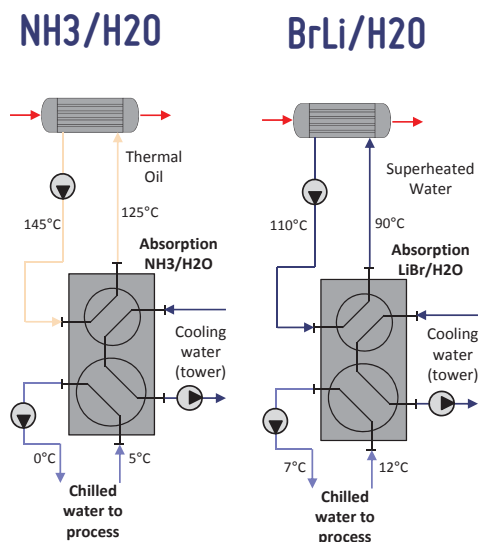 NH3/H2O
Thermal
Oil
145°C
125°C
Absorption
NH3/H2O
Cooling
water
(tower)
0°C
5°C
Chilled
water to
process
BrLi/H2O
Superheated
Water
110°C
90°C
Absorption
LiBr/H2O
Cooling
water
(tower)
7°C
12°C
Chilled
water to
process